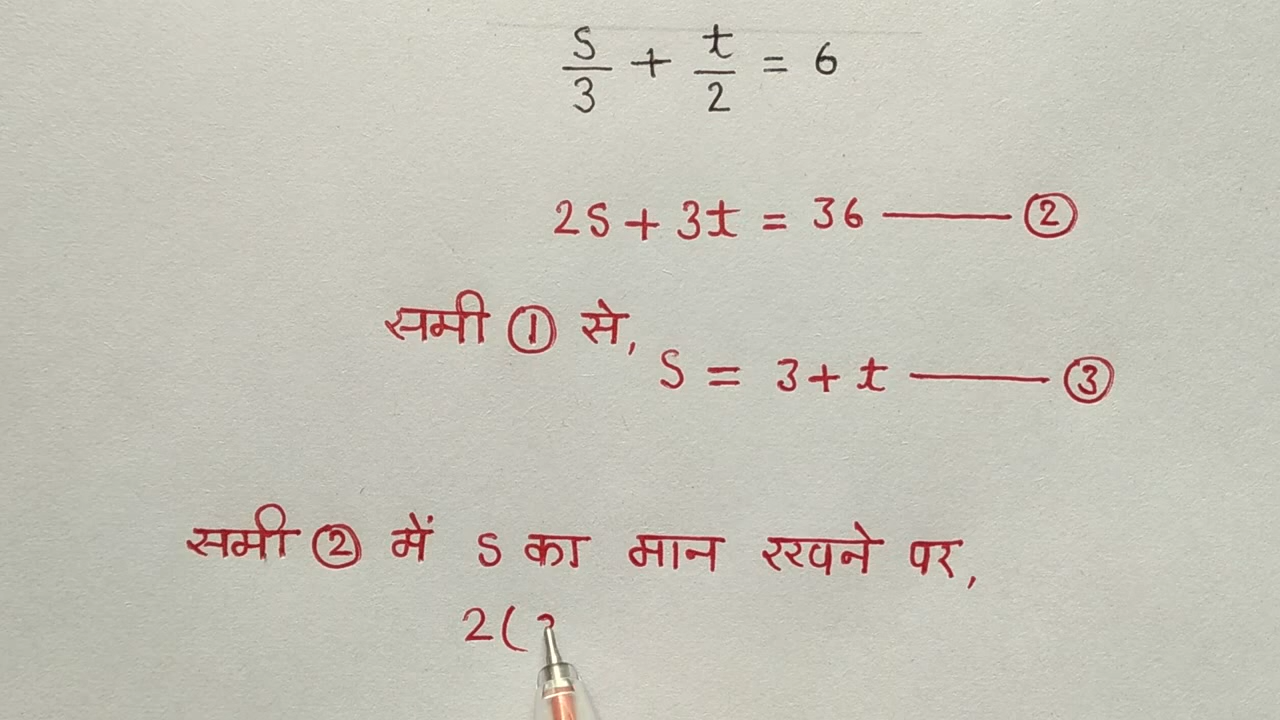 s/3 + t/2 = 6
2s + 3t = 36 —— ②
समी ① से,
s = 3 + t —— ③
समी ② में s का मान रखने पर,
2(